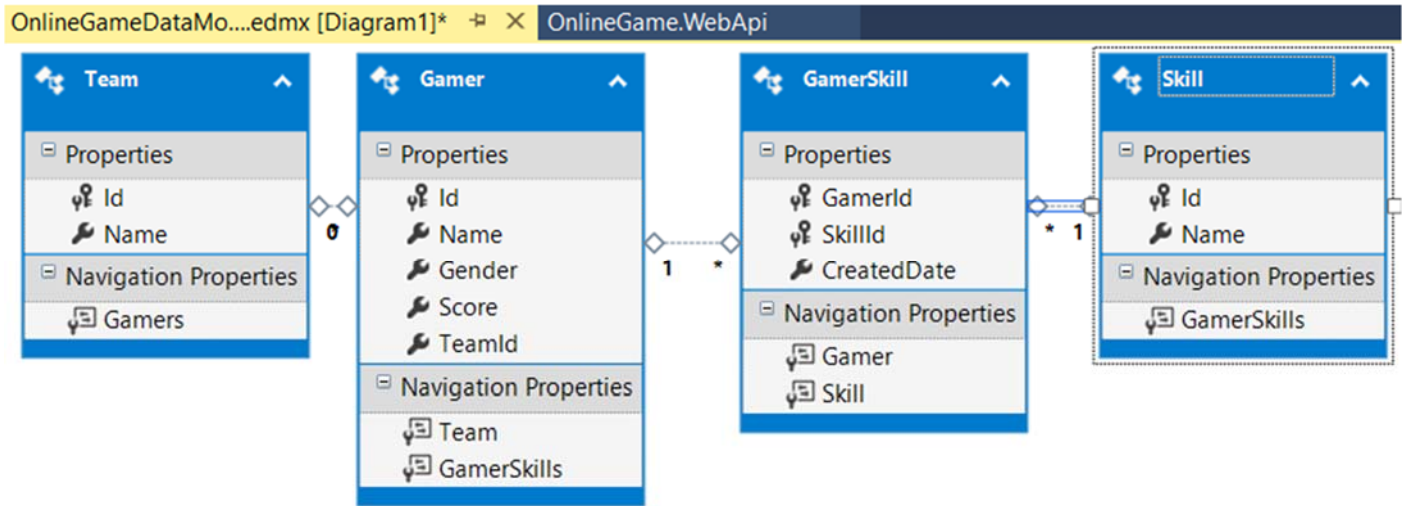 OnlineGameDataMo....edmx [Diagram1]*
OnlineGame.WebApi
Team
Properties
Id
Name
Navigation Properties
Gamers
Gamer
Properties
Id
Name
Gender
Score
TeamId
Navigation Properties
Team
GamerSkills
1 *
GamerSkill
Properties
GamerId
SkillId
CreatedDate
Navigation Properties
Gamer
Skill
* 1
Skill
Properties
Id
Name
Navigation Properties
GamerSkills